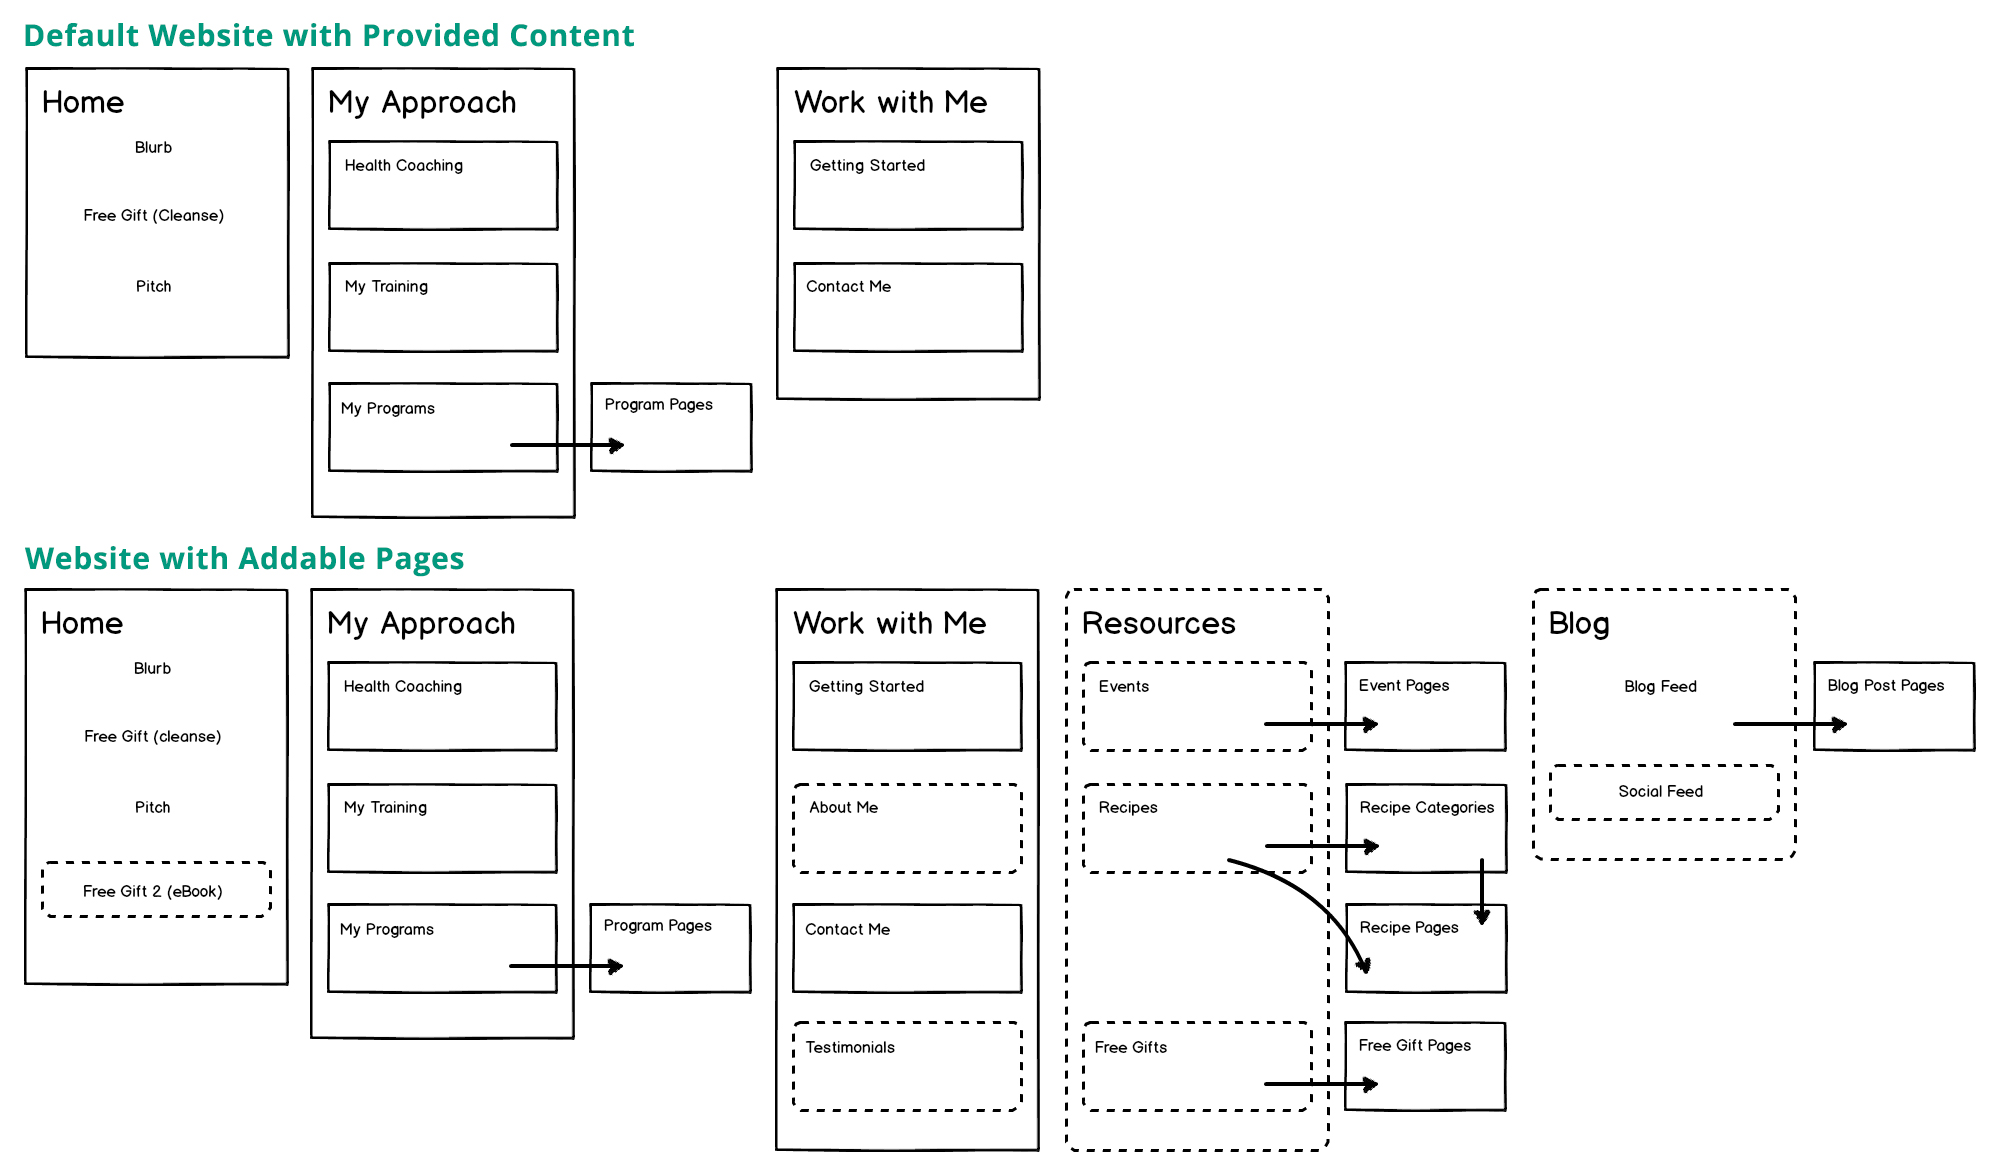 Default Website with Provided Content
Home
Blurb
Free Gift (Cleanse)
Pitch
My Approach
Health Coaching
My Training
My Programs
Program Pages
Work with Me
Getting Started
Contact Me
Website with Addable Pages
Home
Blurb
Free Gift (cleanse)
Pitch
Free Gift 2 (eBook)
My Approach
Health Coaching
My Training
My Programs
Program Pages
Work with Me
Getting Started
About Me
Contact Me
Testimonials
Resources
Events
Event Pages
Recipes
Recipe Categories
Recipe Pages
Free Gifts
Free Gift Pages
Blog
Blog Feed
Blog Post Pages
Social Feed